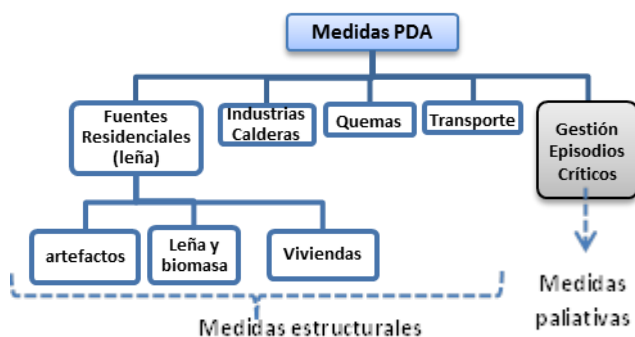 Medidas PDA
Fuentes
Residenciales
(leña)
Industrias
Calderas
Quemas
Transporte
Gestión
Episodios
Críticos
artefactos
Leña y
biomasa
Viviendas
Medidas estructurales
Medidas
paliativas